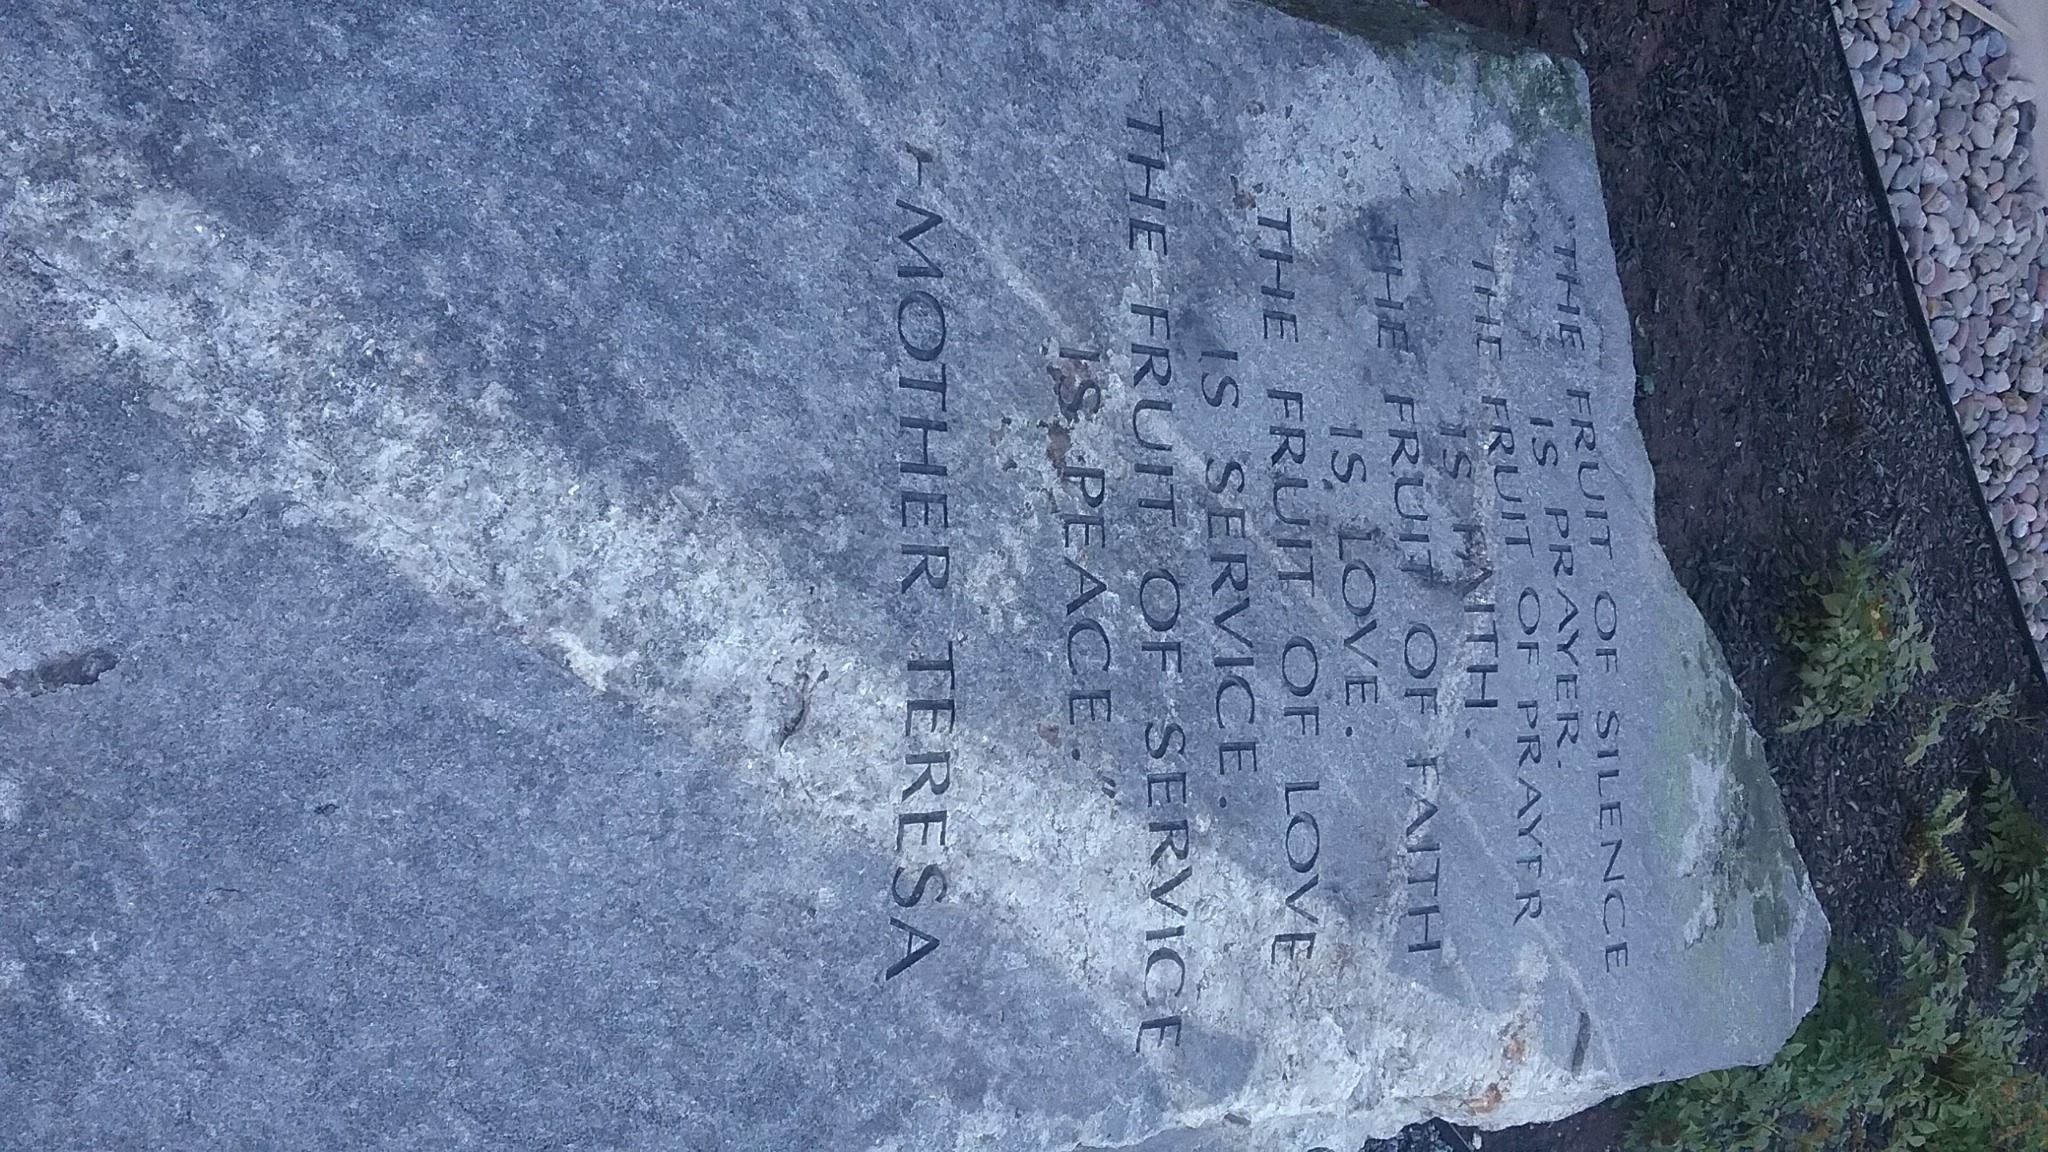 "THE FRUIT OF SILENCE
IS PRAYER.
THE FRUIT OF PRAYER
IS FAITH.
THE FRUIT OF FAITH
IS LOVE.
THE FRUIT OF LOVE
IS SERVICE.
THE FRUIT OF SERVICE
IS PEACE."
-MOTHER TERESA